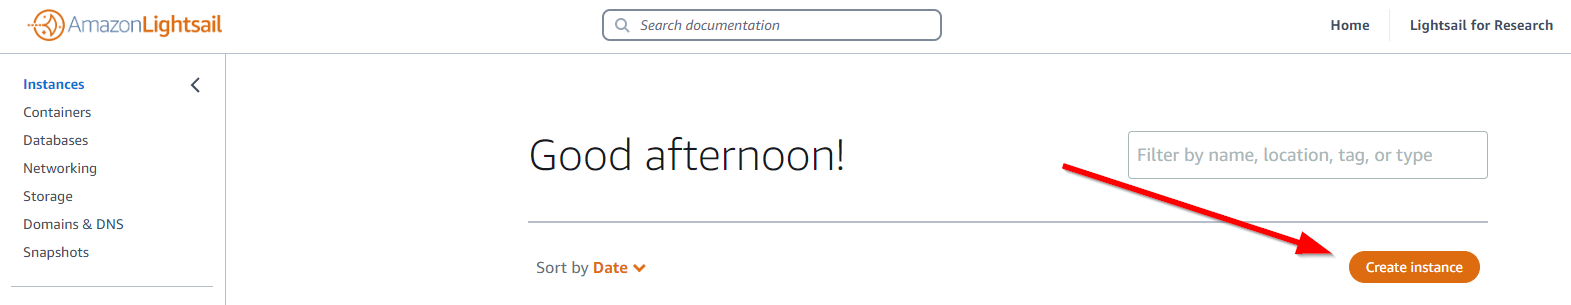 AmazonLightsail
Search documentation
Home
Lightsail for Research
Instances
Containers
Databases
Networking
Storage
Domains & DNS
Snapshots
Good afternoon!
Filter by name, location, tag, or type
Sort by Date
Create instance